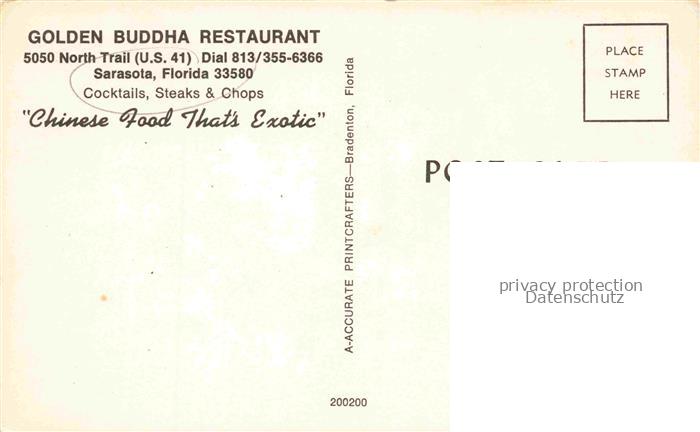 GOLDEN BUDDHA RESTAURANT
5050 North Trail (U.S. 41) Dial 813/355-6366
Sarasota, Florida 33580
Cocktails, Steaks & Chops
"Chinese Food That's Exotic"
A-ACCURATE PRINTCRAFTERS—Bradenton, Florida
200200
PLACE
STAMP
HERE
privacy protection
Datenschutz